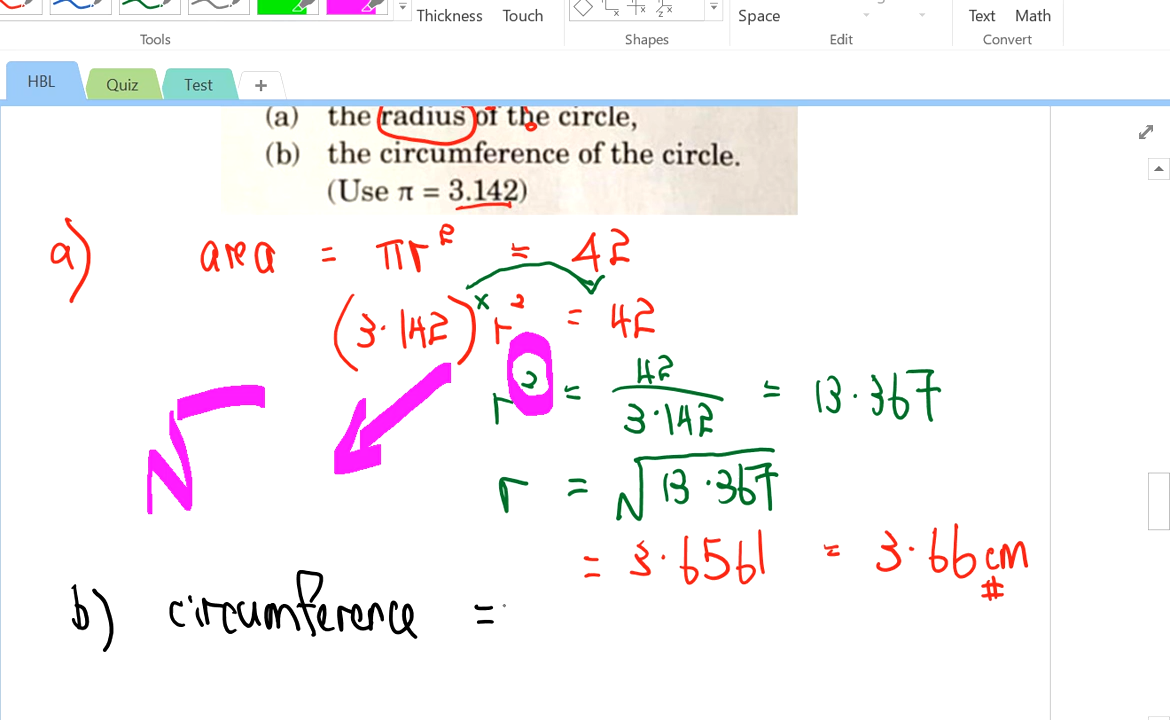 Thickness Touch Space Text Math
Tools Shapes Edit Convert
HBL Quiz Test +
(a) the radius of the circle,
(b) the circumference of the circle.
(Use π = 3.142)
a) area = πr² = 42
(3.142) × r² = 42
r² = 42/3.142 = 13.367
r = √13.367
√
= 3.6561 = 3.66 cm #
b) circumference =